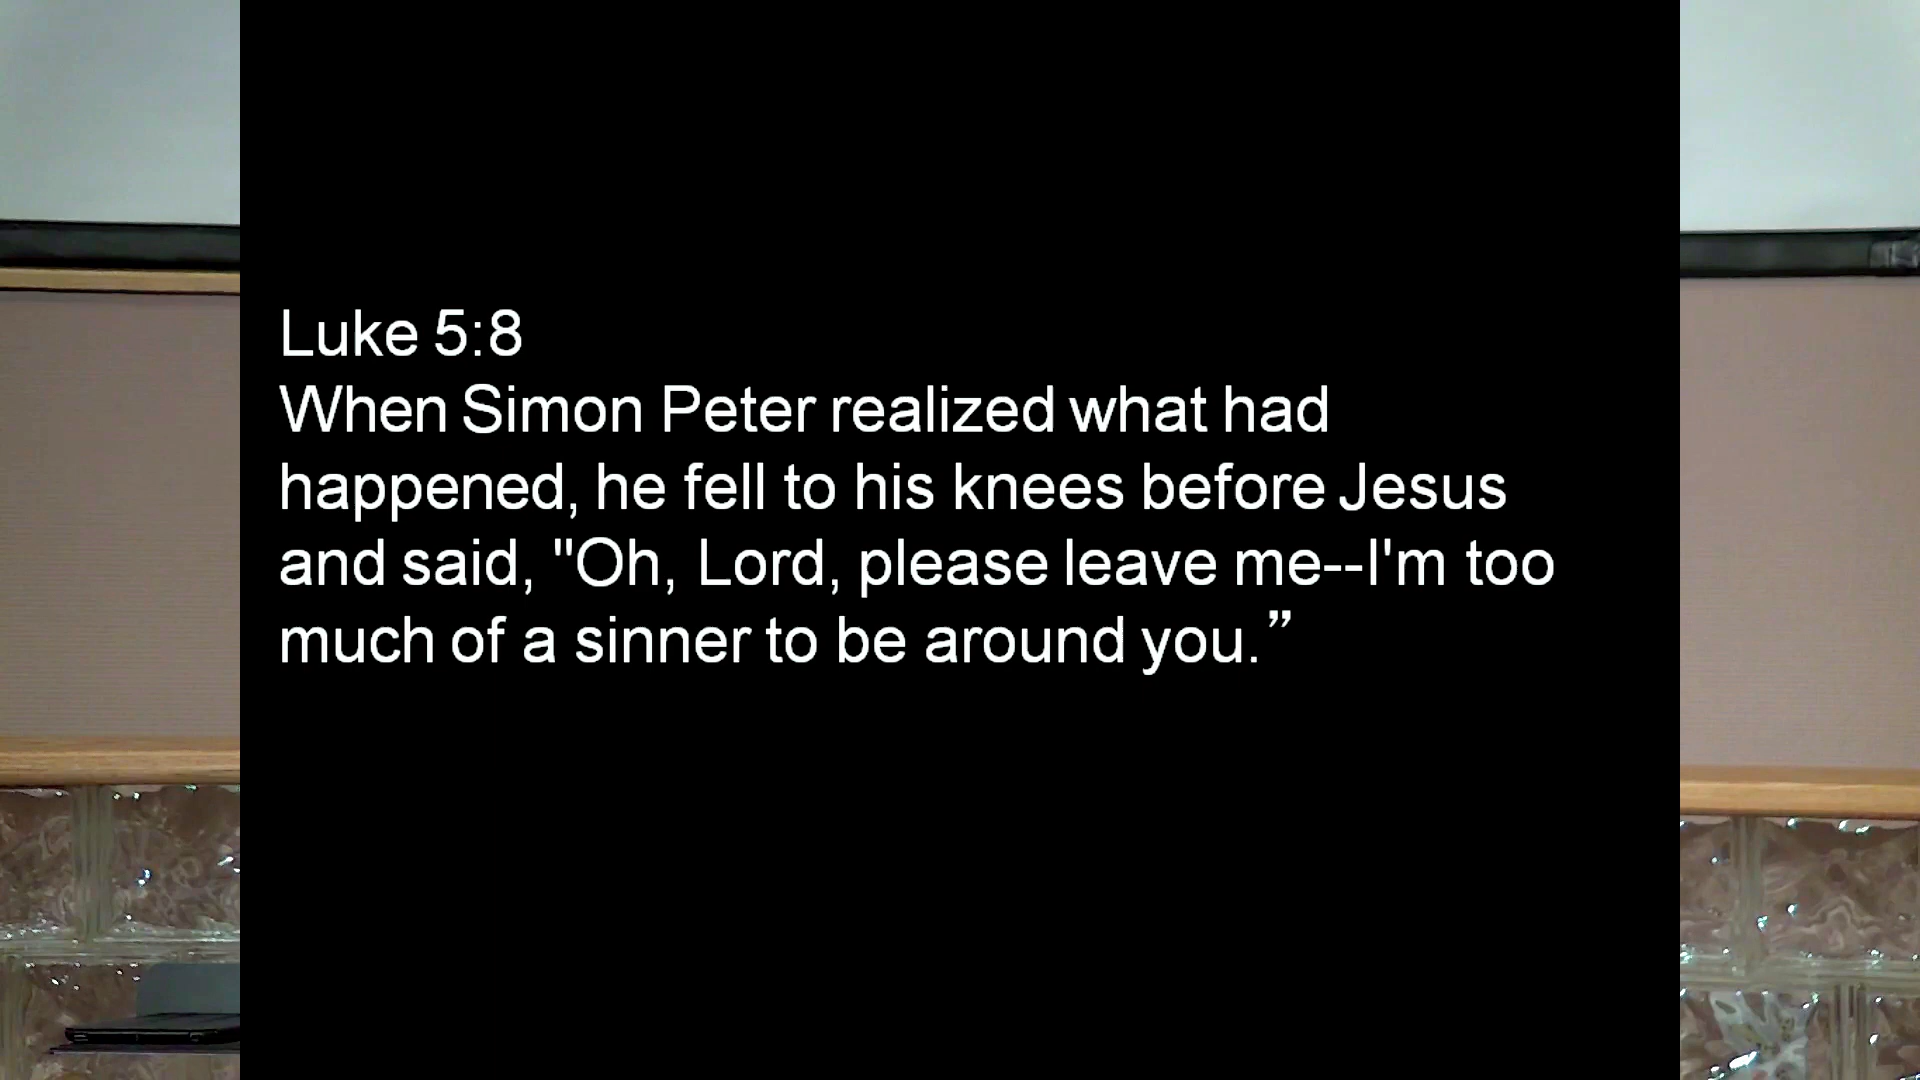 Luke 5:8
When Simon Peter realized what had
happened, he fell to his knees before Jesus
and said, "Oh, Lord, please leave me--I'm too
much of a sinner to be around you.”